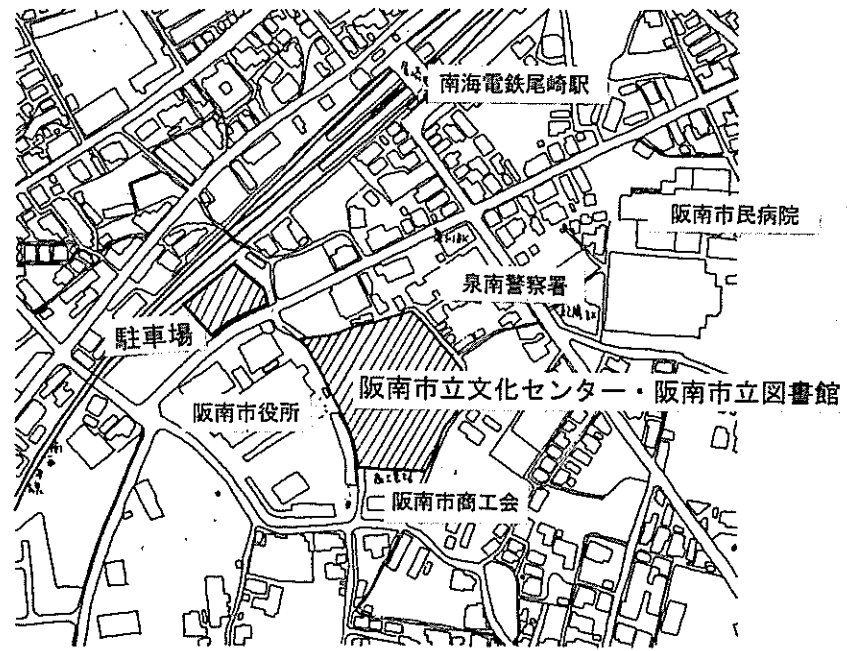 南海電鉄尾崎駅
阪南市民病院
泉南警察署
駐車場
阪南市立文化センター・阪南市立図書館
阪南市役所
阪南市商工会